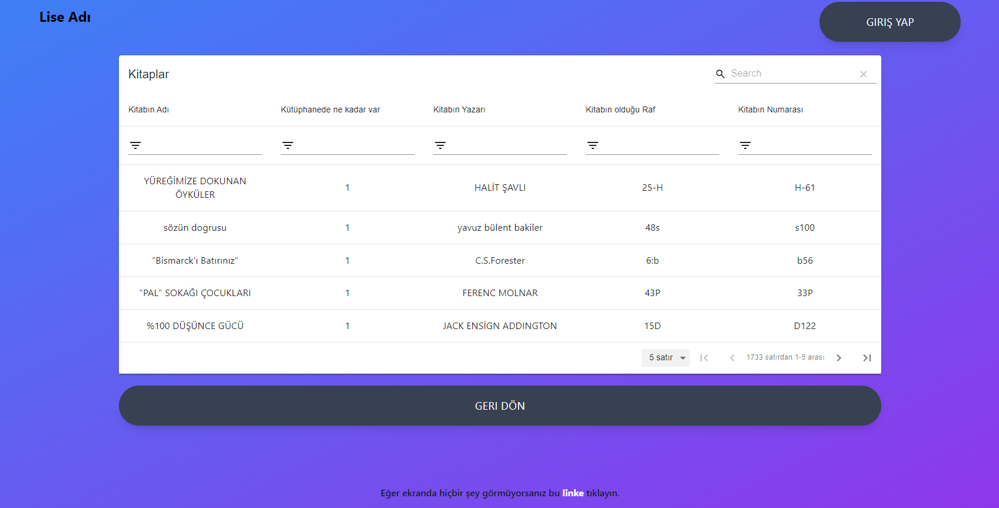 Lise Adı
GIRIŞ YAP
Kitaplar
Search
Kitabın Adı Kütüphanede ne kadar var Kitabın Yazarı Kitabın olduğu Raf Kitabın Numarası
YÜREĞİMİZE DOKUNAN
ÖYKÜLER
1 HALİT ŞAVLI 25-H H-61
sözün dogrusu 1 yavuz bülent bakiler 48s s100
"Bismarck'ı Batırınız" 1 C.S.Forester 6:b b56
"PAL" SOKAĞI ÇOCUKLARI 1 FERENC MOLNAR 43P 33P
%100 DÜŞÜNCE GÜCÜ 1 JACK ENSİGN ADDINGTON 15D D122
5 satır 1733 satırdan 1-5 arası
GERI DÖN
Eğer ekranda hiçbir şey görmüyorsanız bu linke tıklayın.